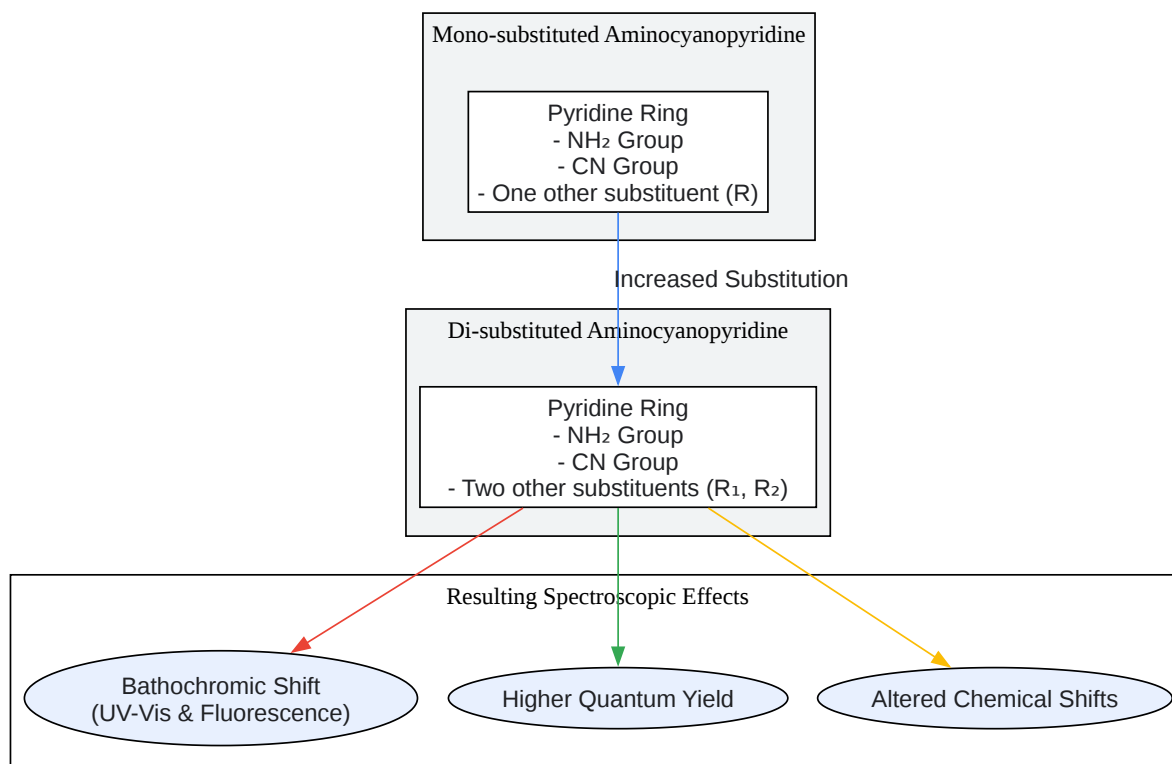 Mono-substituted Aminocyanopyridine
Pyridine Ring
- NH₂ Group
- CN Group
- One other substituent (R)
Increased Substitution
Di-substituted Aminocyanopyridine
Pyridine Ring
- NH₂ Group
- CN Group
- Two other substituents (R₁, R₂)
Resulting Spectroscopic Effects
Bathochromic Shift
(UV-Vis & Fluorescence)
Higher Quantum Yield
Altered Chemical Shifts